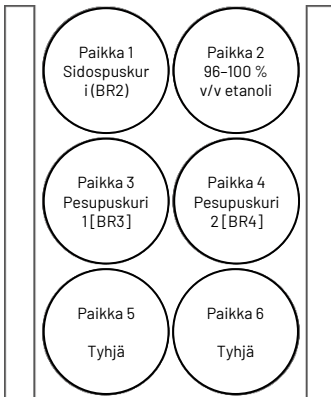 Paikka 1
Sidospuskur
i (BR2)
Paikka 2
96–100 %
v/v etanoli
Paikka 3
Pesupuskuri
1 [BR3]
Paikka 4
Pesupuskuri
2 [BR4]
Paikka 5
Tyhjä
Paikka 6
Tyhjä